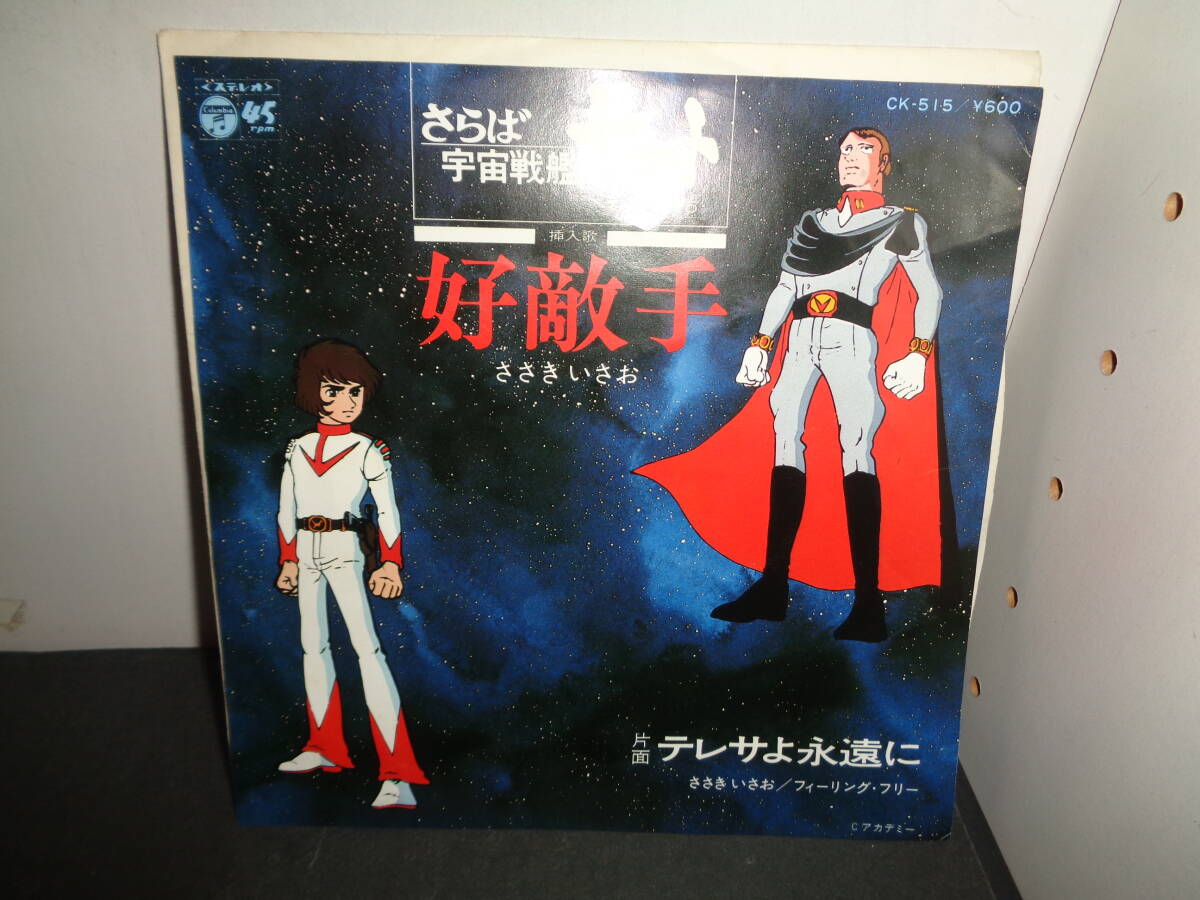 <ステレオ>
Columbia
45
rpm
CK-515/¥600
さらば
宇宙戦艦
挿入歌
好敵手
ささき いさお
片面 テレサよ永遠に
ささき いさお/フィーリング・フリー
C アカデミー